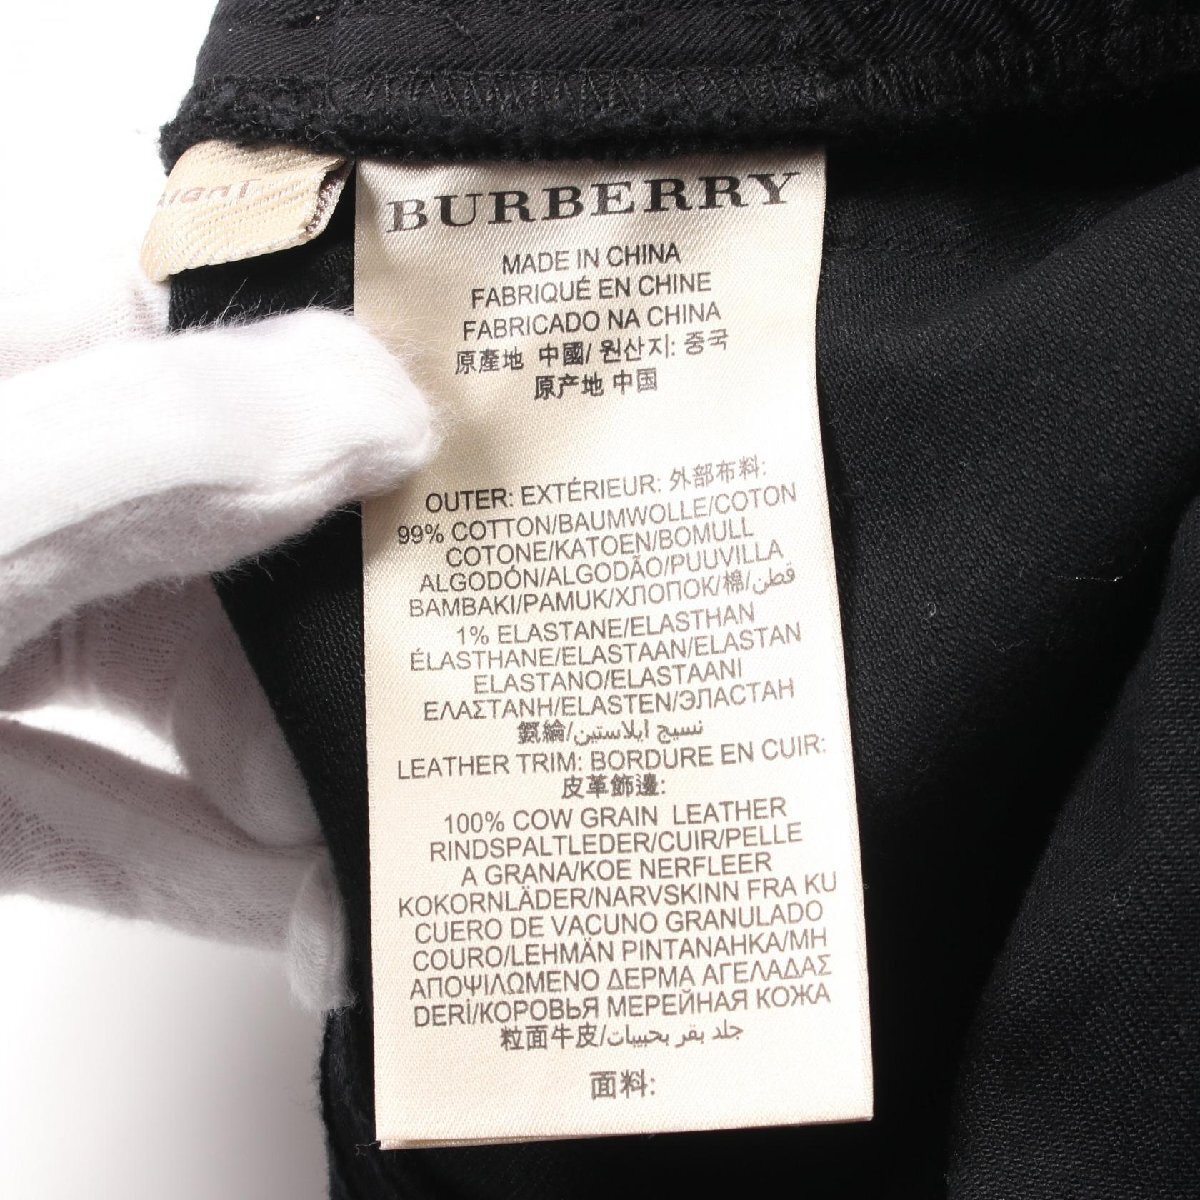 BURBERRY
MADE IN CHINA
FABRIQUÉ EN CHINE
FABRICADO NA CHINA
原產地 中國/ 원산지: 중국
原产地 中国
OUTER: EXTÉRIEUR: 外部布料:
99% COTTON/BAUMWOLLE/COTON
COTONE/KATOEN/BOMULL
ALGODÓN/ALGODÃO/PUUVILLA
BAMBAKI/PAMUK/ХЛОПОК/棉/قطن
1% ELASTANE/ELASTHAN
ÉLASTHANE/ELASTAAN/ELASTAN
ELASTANO/ELASTAANI
ΕΛΑΣΤΑΝΗ/ELASTEN/ЭЛАСТАН
氨綸/نسيج ايلاستين
LEATHER TRIM: BORDURE EN CUIR:
皮革飾邊:
100% COW GRAIN LEATHER
RINDSPALTLEDER/CUIR/PELLE
A GRANA/KOE NERFLEER
KOKORNLÄDER/NARVSKINN FRA KU
CUERO DE VACUNO GRANULADO
COURO/LEHMÄN PINTANAHKA/MH
ΑΠΟΨΙΛΩΜΕΝΟ ΔΕΡΜΑ ΑΓΕΛΑΔΑΣ
DERİ/КОРОВЬЯ МЕРЕЙНАЯ КОЖА
粒面牛皮/جلد بقر بحبيبات
面料: